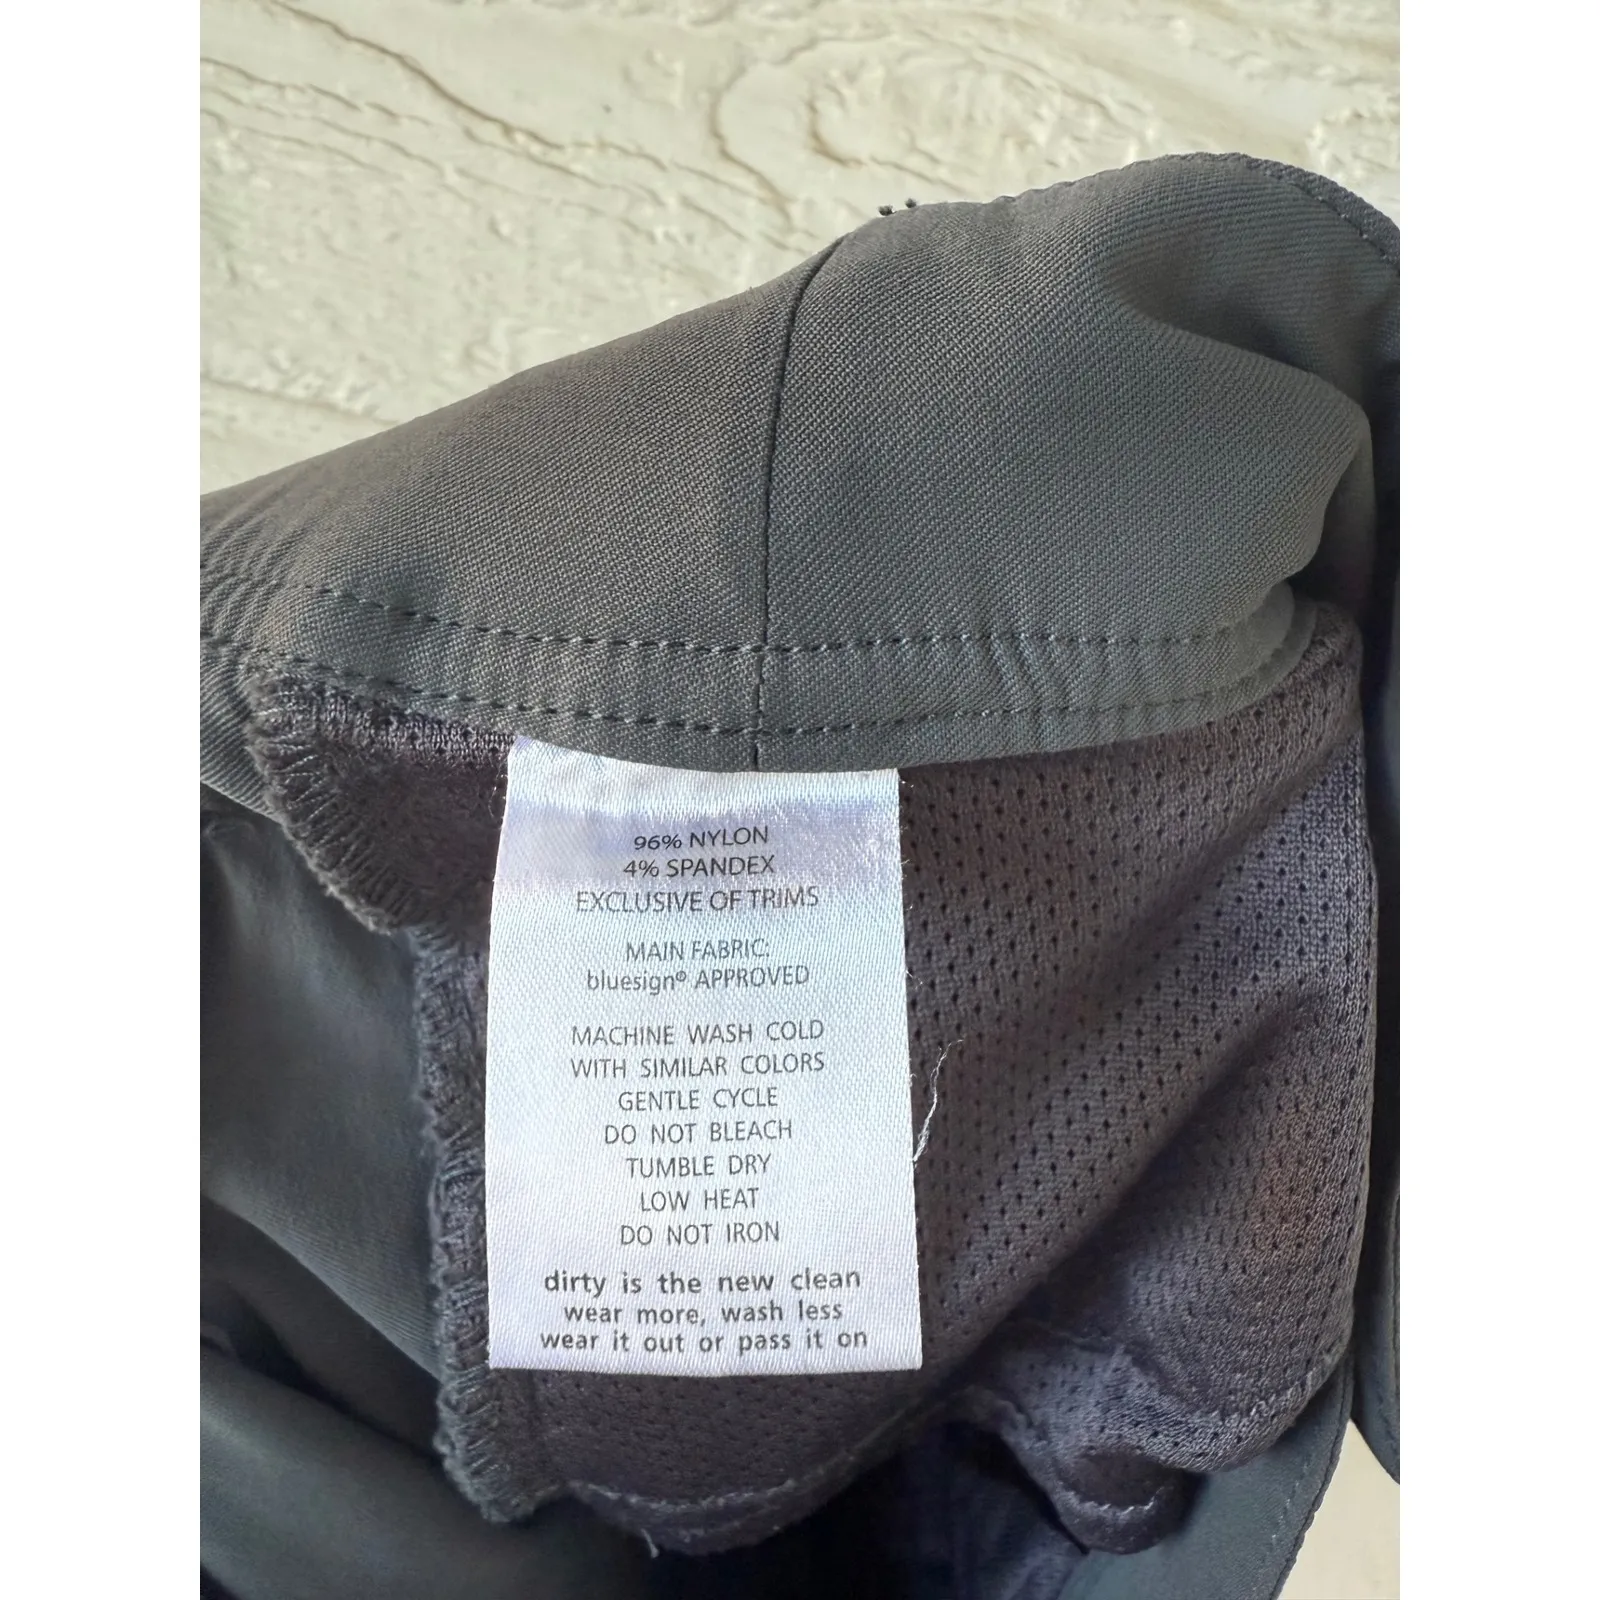 96% NYLON
4% SPANDEX
EXCLUSIVE OF TRIMS
MAIN FABRIC:
bluesign® APPROVED
MACHINE WASH COLD
WITH SIMILAR COLORS
GENTLE CYCLE
DO NOT BLEACH
TUMBLE DRY
LOW HEAT
DO NOT IRON
dirty is the new clean
wear more, wash less
wear it out or pass it on